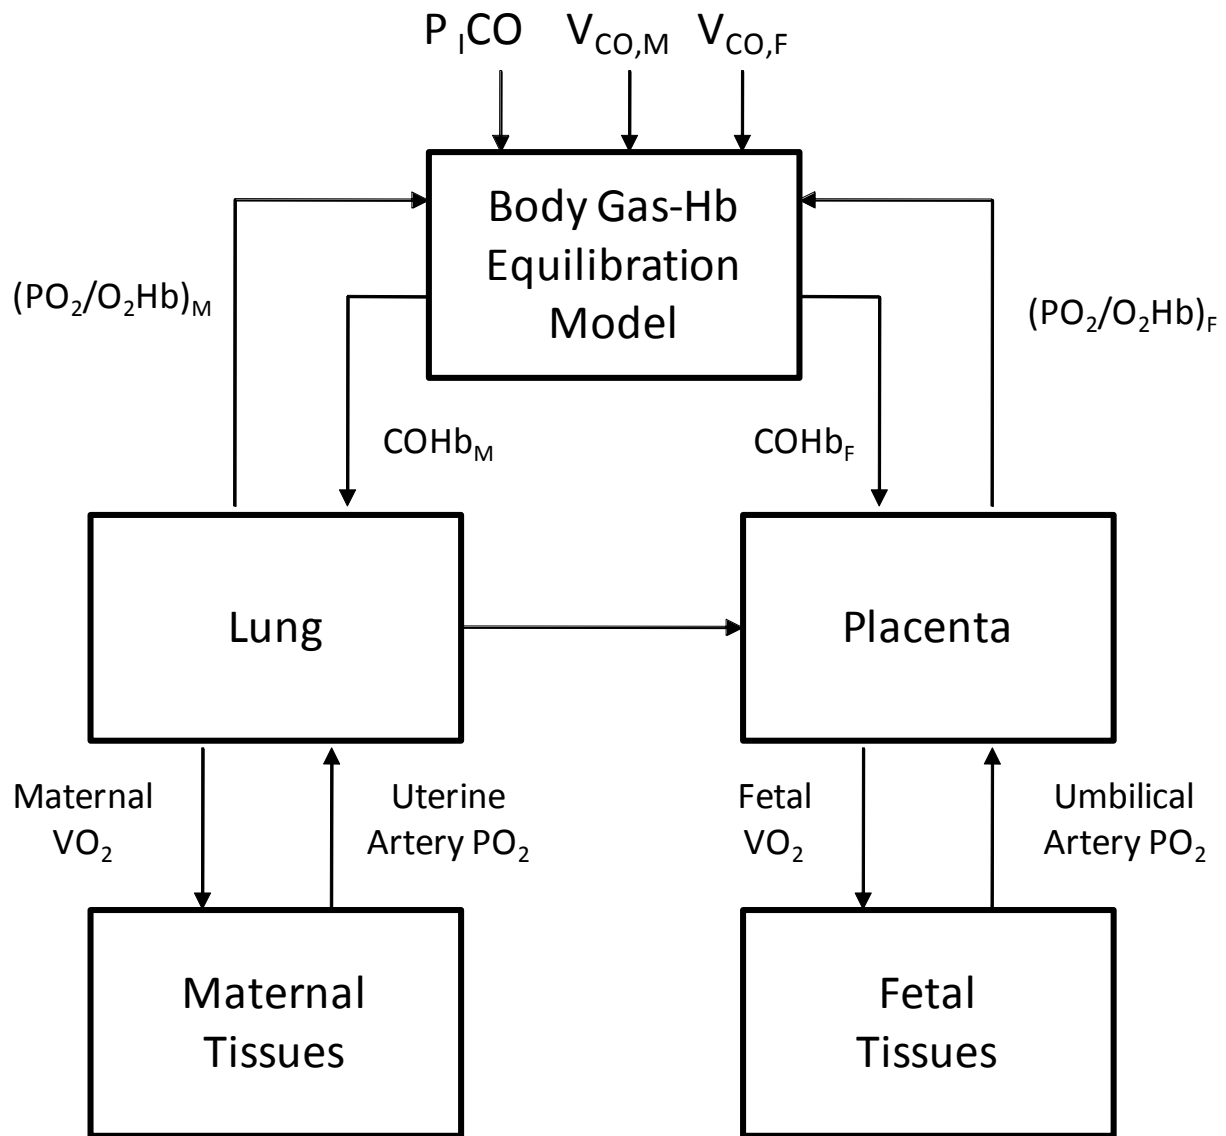 P ICO VCO,M VCO,F
Body Gas-Hb
Equilibration
Model
(PO2/O2Hb)M
(PO2/O2Hb)F
COHbM
COHbF
Lung
Placenta
Maternal
VO2
Uterine
Artery PO2
Fetal
VO2
Umbilical
Artery PO2
Maternal
Tissues
Fetal
Tissues